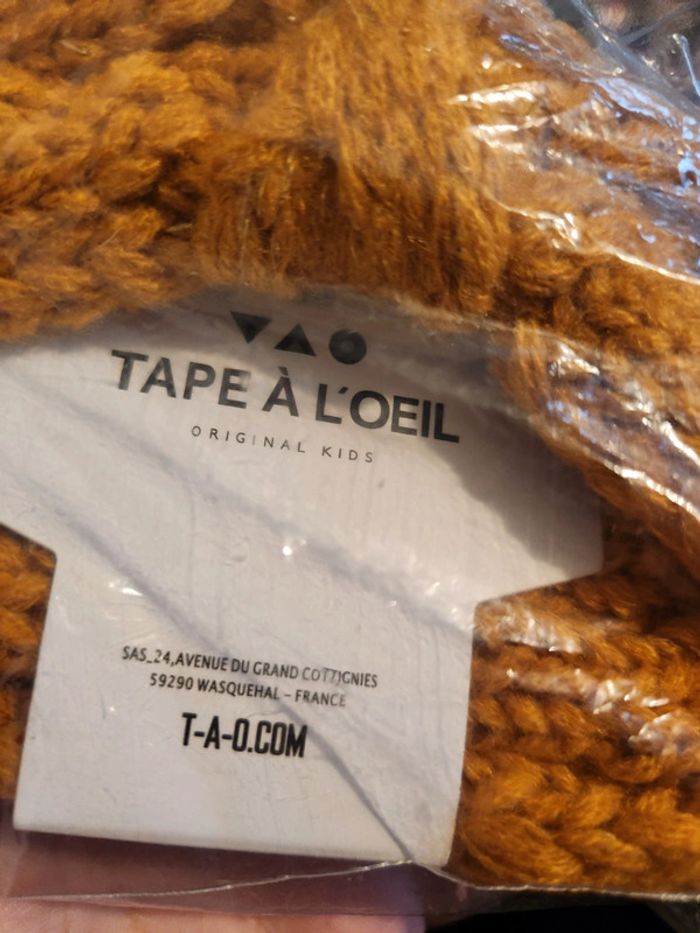 TAPE À L'OEIL
ORIGINAL KIDS
SAS_24,AVENUE DU GRAND COTTIGNIES
59290 WASQUEHAL – FRANCE
T-A-O.COM